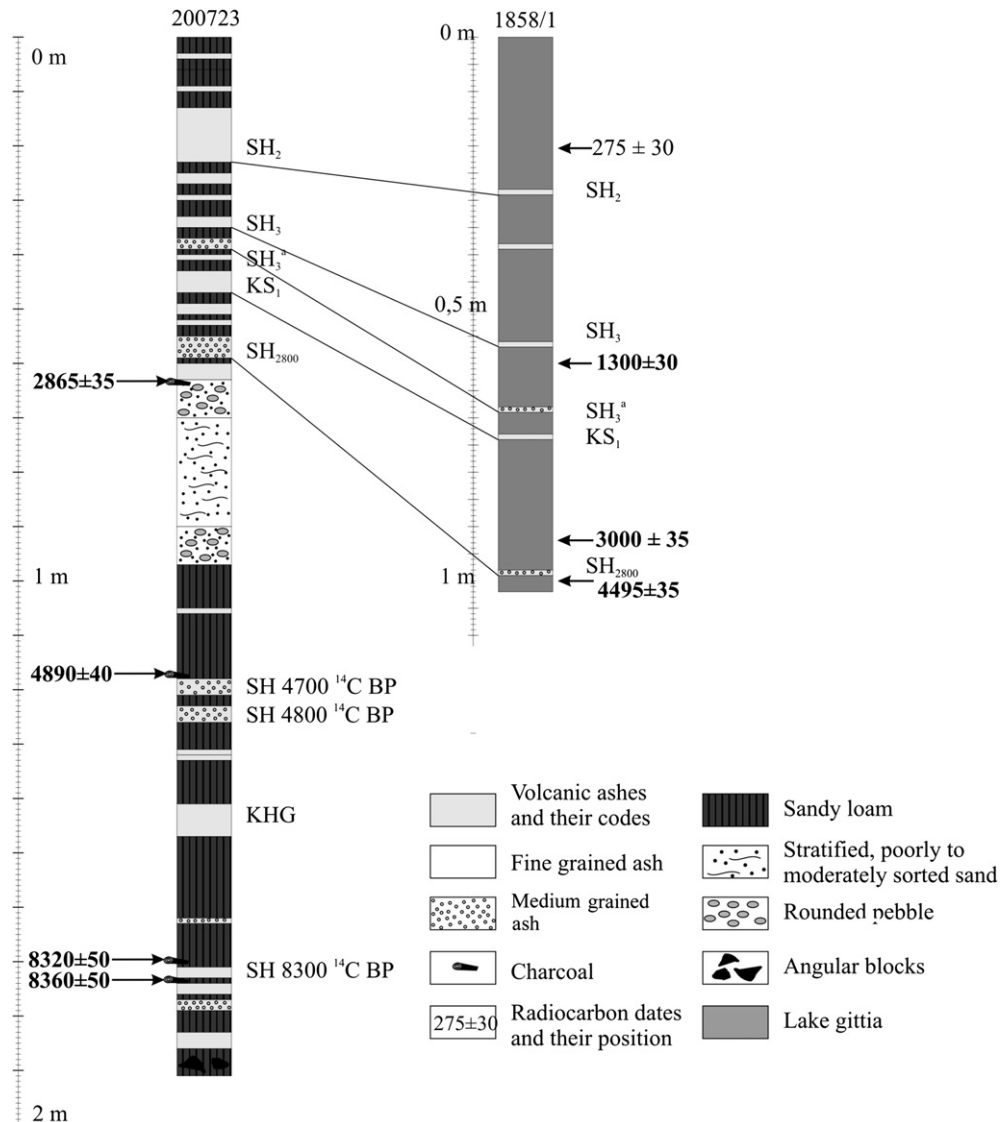 200723
1858/1
0 m
0 m
275 ± 30
SH₂
SH₂
SH₃
SH₃ᵃ
KS₁
0,5 m
SH₃
1300±30
SH₂₈₀₀
2865±35
SH₃ᵃ
KS₁
3000 ± 35
SH₂₈₀₀
1 m
1 m
4495±35
4890±40
SH 4700 ¹⁴C BP
SH 4800 ¹⁴C BP
KHG
8320±50
8360±50
SH 8300 ¹⁴C BP
2 m
Volcanic ashes
and their codes
Fine grained ash
Medium grained
ash
Charcoal
275±30
Radiocarbon dates
and their position
Sandy loam
Stratified, poorly to
moderately sorted sand
Rounded pebble
Angular blocks
Lake gittia